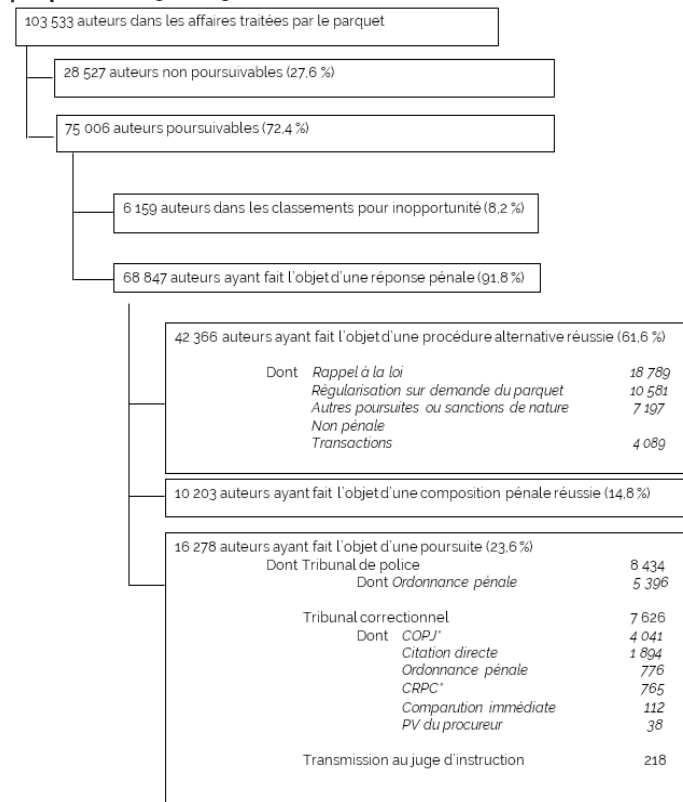 103 533 auteurs dans les affaires traitées par le parquet
28 527 auteurs non poursuivables (27,6 %)
75 006 auteurs poursuivables (72,4 %)
6 159 auteurs dans les classements pour inopportunité (8,2 %)
68 847 auteurs ayant fait l'objet d'une réponse pénale (91,8 %)
42 366 auteurs ayant fait l'objet d'une procédure alternative réussie (61,6 %)
Dont Rappel à la loi 18 789
Régularisation sur demande du parquet 10 581
Autres poursuites ou sanctions de nature 7 197
Non pénale
Transactions 4 089
10 203 auteurs ayant fait l'objet d'une composition pénale réussie (14,8 %)
16 278 auteurs ayant fait l'objet d'une poursuite (23,6 %)
Dont Tribunal de police 8 434
Dont Ordonnance pénale 5 396
Tribunal correctionnel 7 626
Dont COPJ* 4 041
Citation directe 1 894
Ordonnance pénale 776
CRPC* 765
Comparution immédiate 112
PV du procureur 38
Transmission au juge d'instruction 218